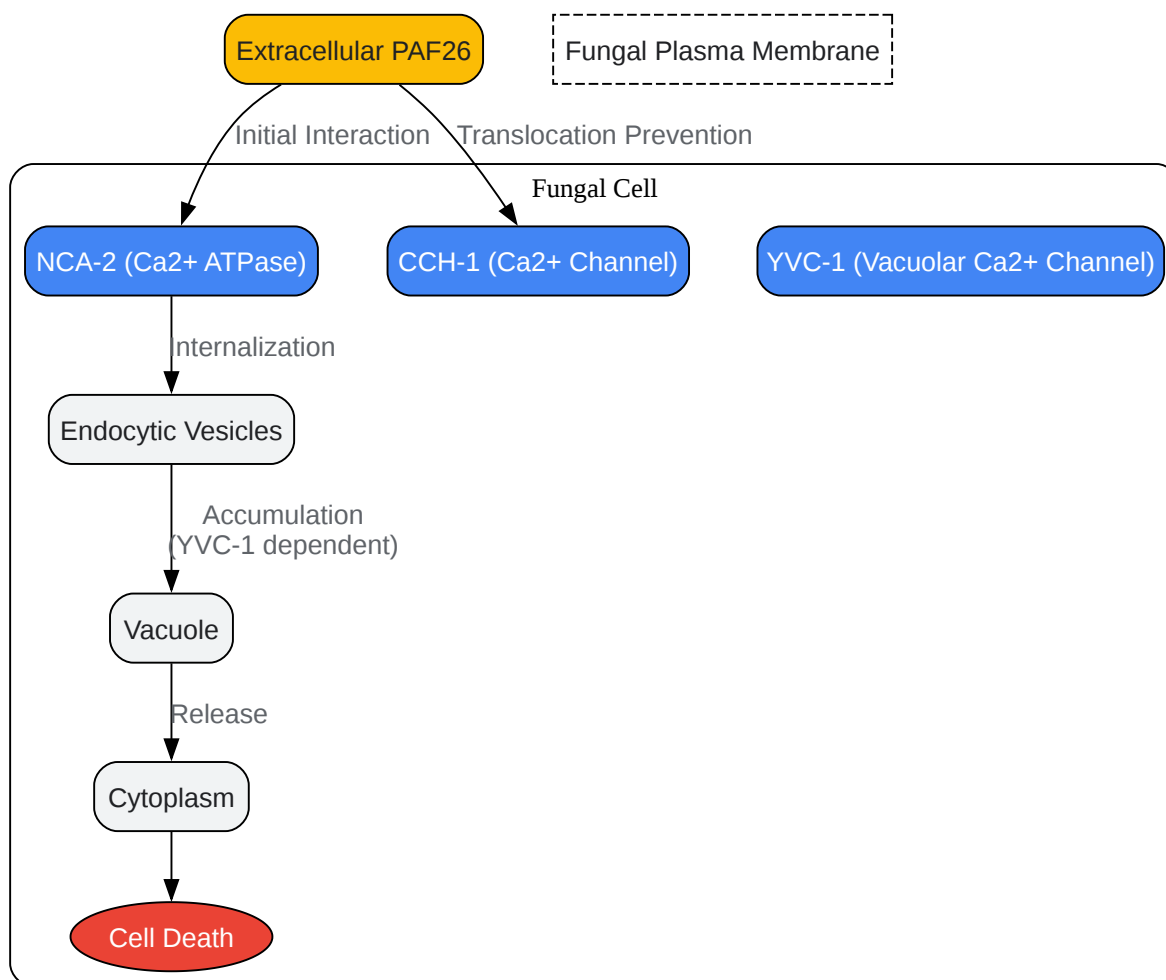 Extracellular PAF26
Fungal Plasma Membrane
Initial Interaction
Translocation Prevention
Fungal Cell
NCA-2 (Ca2+ ATPase)
CCH-1 (Ca2+ Channel)
YVC-1 (Vacuolar Ca2+ Channel)
Internalization
Endocytic Vesicles
Accumulation
(YVC-1 dependent)
Vacuole
Release
Cytoplasm
Cell Death